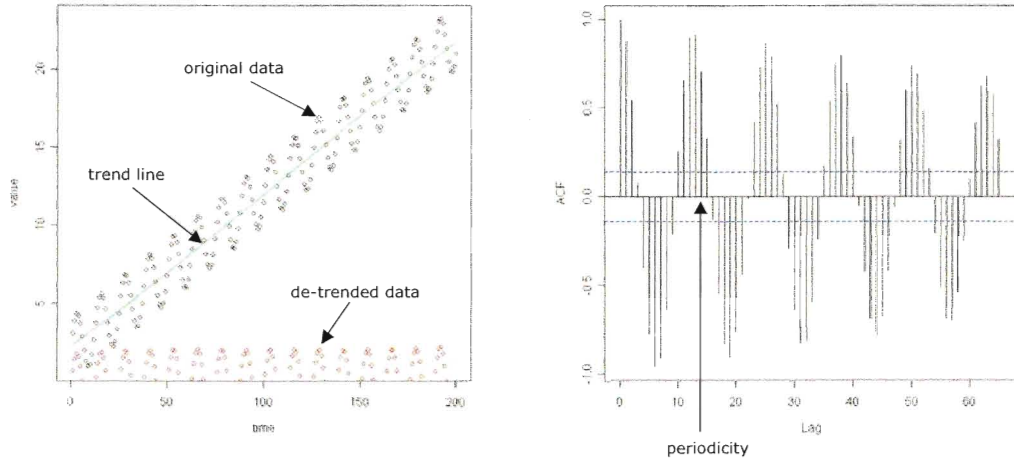 original data
trend line
de-trended data
value
20
15
10
5
0
50
100
150
200
time
ACF
1.0
0.5
0.0
-0.5
-1.0
0
10
20
30
40
50
60
Lag
periodicity